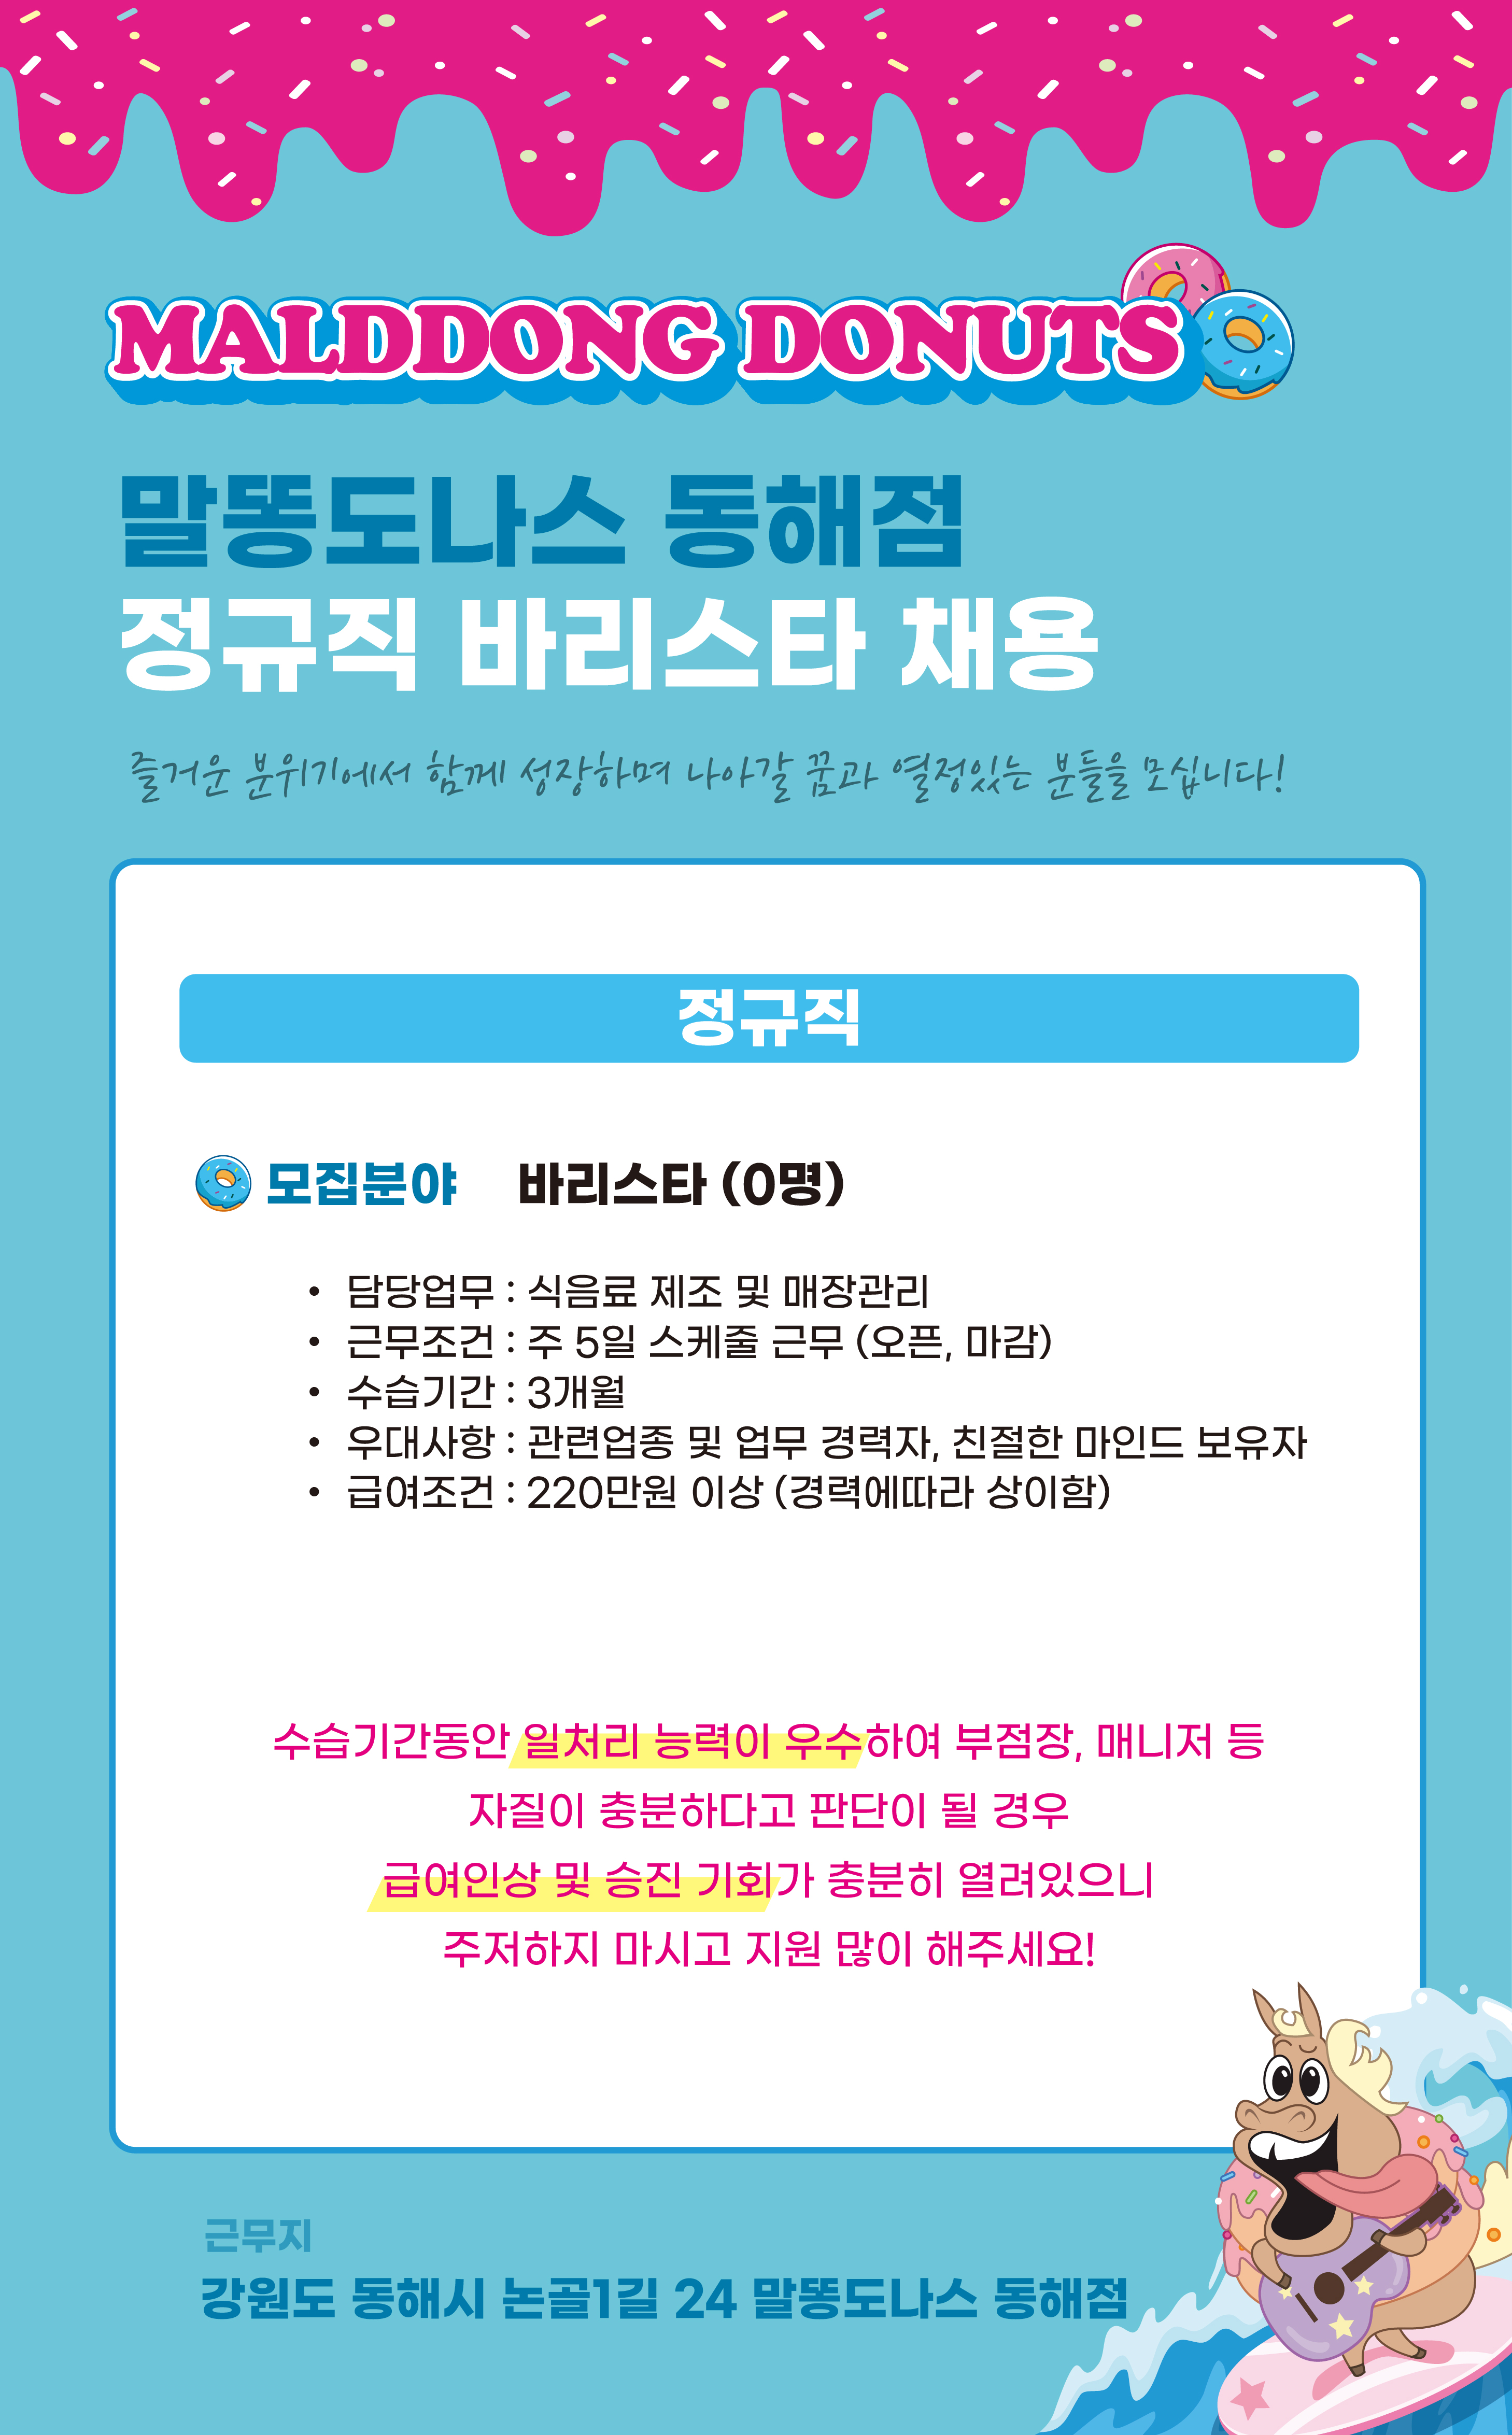 MALDDONG DONUTS
말똥도나스 동해점
정규직 바리스타 채용
즐거운 분위기에서 함께 성장하며 나아갈 꿈과 열정있는 분들을 모십니다!
정규직
모집분야 바리스타 (0명)
• 담당업무 : 식음료 제조 및 매장관리
• 근무조건 : 주 5일 스케줄 근무 (오픈, 마감)
• 수습기간 : 3개월
• 우대사항 : 관련업종 및 업무 경력자, 친절한 마인드 보유자
• 급여조건 : 220만원 이상 (경력에따라 상이함)
수습기간동안 일처리 능력이 우수하여 부점장, 매니져 등
자질이 충분하다고 판단이 될 경우
급여인상 및 승진 기회가 충분히 열려있으니
주저하지 마시고 지원 많이 해주세요!
근무지
강원도 동해시 논골1길 24 말똥도나스 동해점